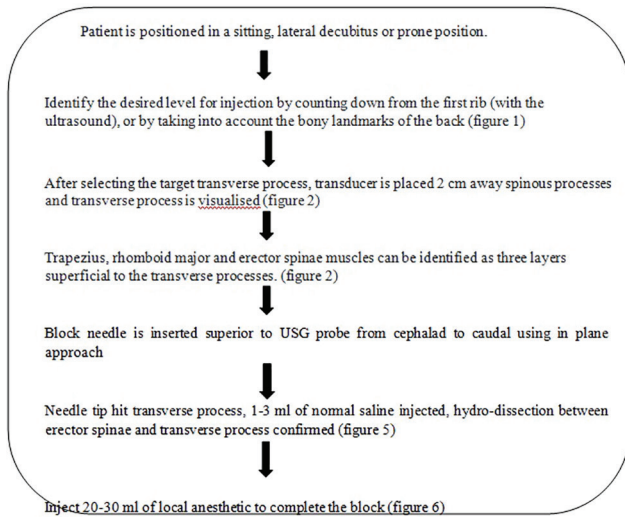 Patient is positioned in a sitting, lateral decubitus or prone position.
Identify the desired level for injection by counting down from the first rib (with the
ultrasound), or by taking into account the bony landmarks of the back (figure 1)
After selecting the target transverse process, transducer is placed 2 cm away spinous processes
and transverse process is visualised (figure 2)
Trapezius, rhomboid major and erector spinae muscles can be identified as three layers
superficial to the transverse processes. (figure 2)
Block needle is inserted superior to USG probe from cephalad to caudal using in plane
approach
Needle tip hit transverse process, 1-3 ml of normal saline injected, hydro-dissection between
erector spinae and transverse process confirmed (figure 5)
Inject 20-30 ml of local anesthetic to complete the block (figure 6)